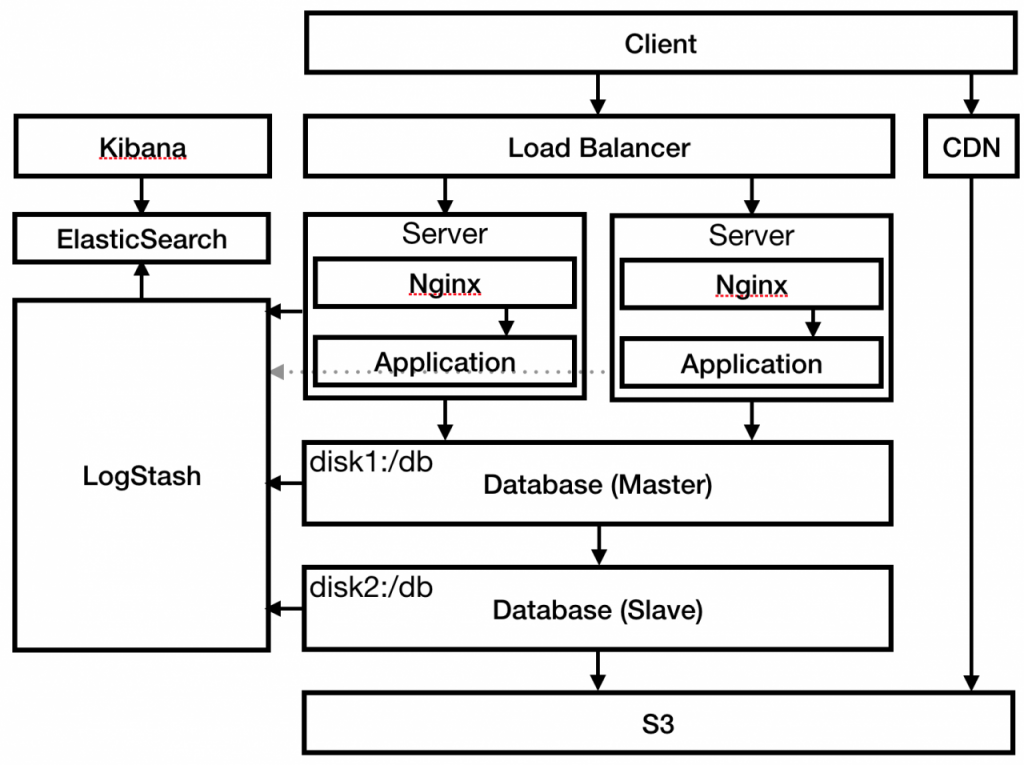 Client
Kibana
Load Balancer
CDN
ElasticSearch
Server
Server
Nginx
Nginx
Application
Application
LogStash
disk1:/db
Database (Master)
disk2:/db
Database (Slave)
S3